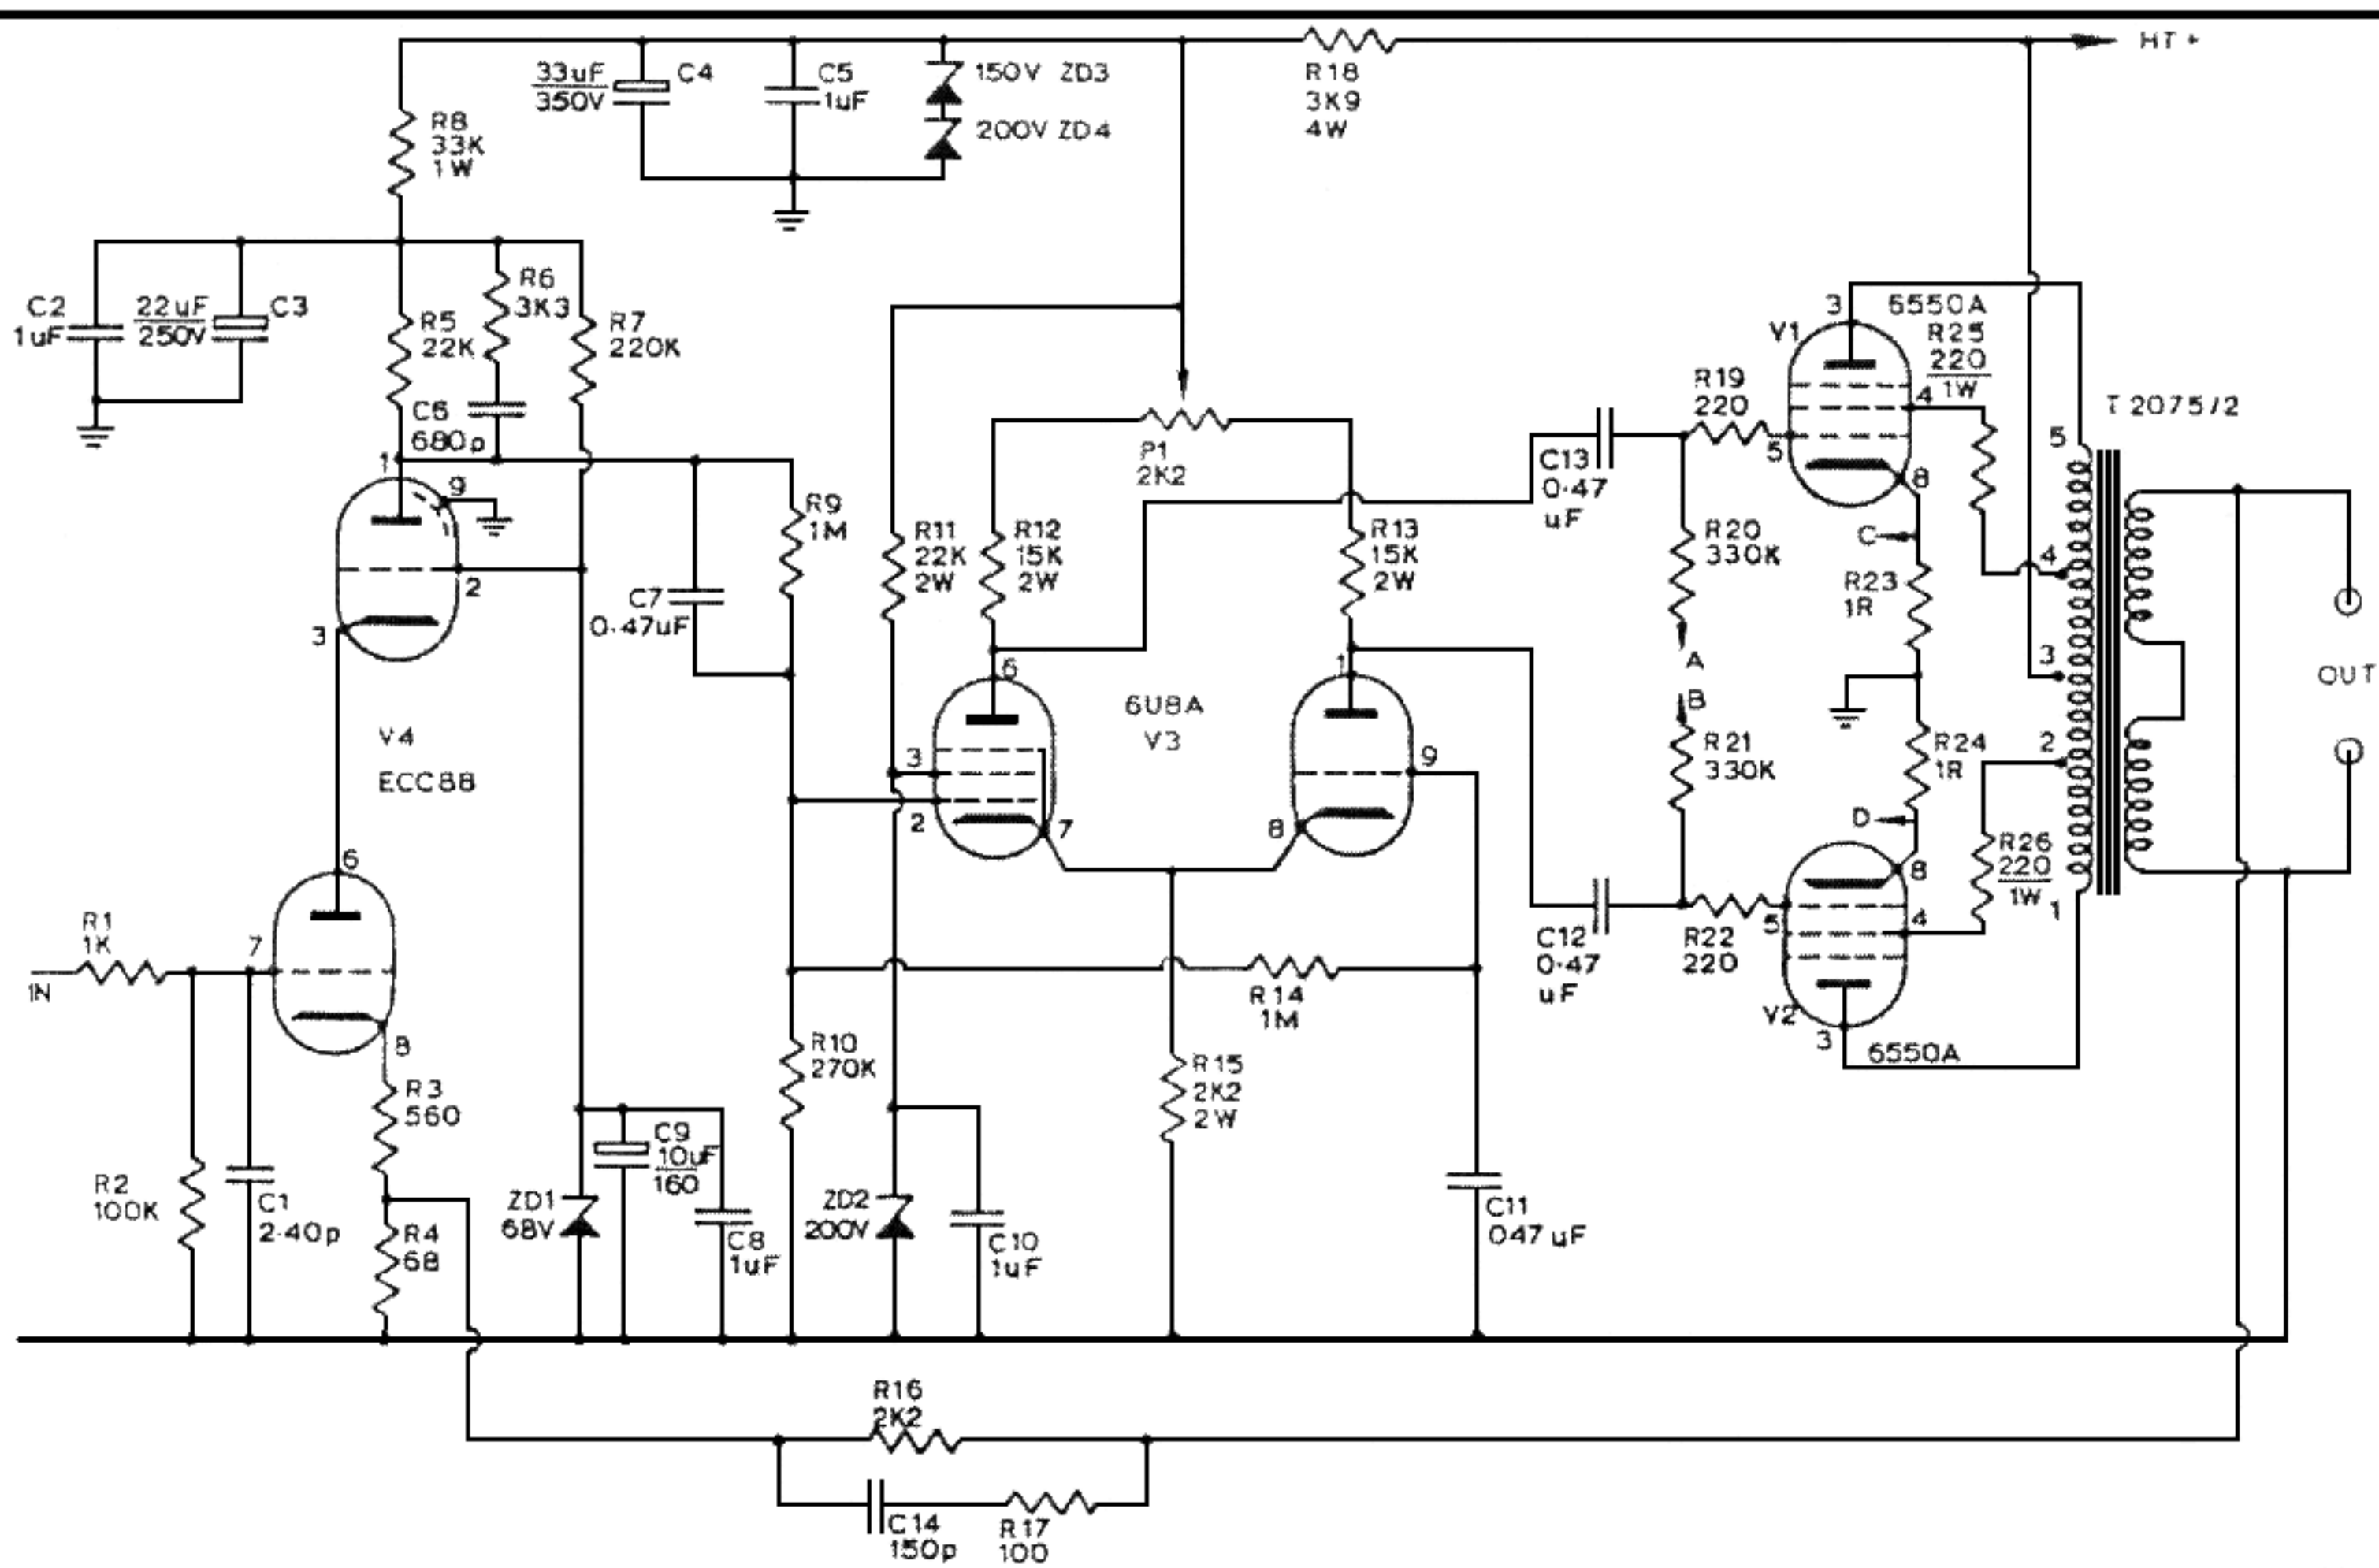 HT +
33uF
350V
C4
C5
1uF
150V ZD3
200V ZD4
R18
3K9
4W
R8
33K
1W
C2
1uF
22uF
250V
C3
R5
22K
R6
3K3
R7
220K
C6
680p
1
9
2
3
R9
1M
C7
0.47uF
V4
ECC88
6
7
8
R1
1K
IN
R2
100K
C1
2-40p
R3
560
R4
68
ZD1
68V
C9
10uF
160
C8
1uF
R10
270K
ZD2
200V
C10
1uF
R11
22K
2W
R12
15K
2W
P1
2K2
R13
15K
2W
6
3
2
7
6U8A
V3
1
9
8
R14
1M
R15
2K2
2W
C11
047uF
C13
0.47
uF
C12
0.47
uF
R19
220
R20
330K
A
B
R21
330K
R22
220
V1
3
6550A
R25
220
1W
4
5
8
C
R23
1R
R24
1R
D
8
5
4
V2
3
6550A
R26
220
1W
T2075/2
5
4
3
2
1
OUT
R16
2K2
C14
150p
R17
100